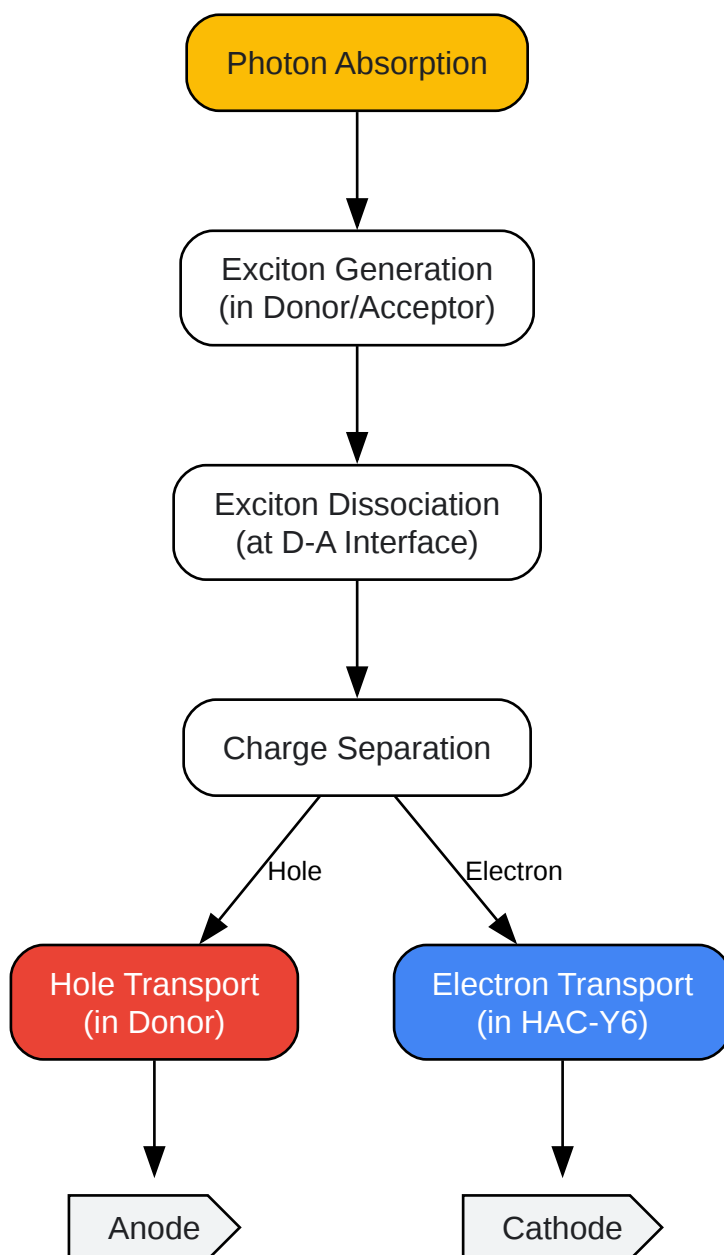 Photon Absorption
Exciton Generation
(in Donor/Acceptor)
Exciton Dissociation
(at D-A Interface)
Charge Separation
Hole
Electron
Hole Transport
(in Donor)
Electron Transport
(in HAC-Y6)
Anode
Cathode